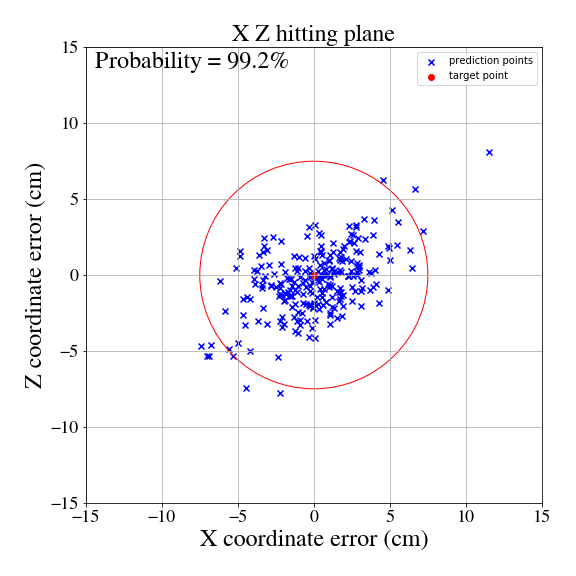 X Z hitting plane
Probability = 99.2%
prediction points
target point
15
10
5
0
−5
−10
−15
Z coordinate error (cm)
−15
−10
−5
0
5
10
15
X coordinate error (cm)